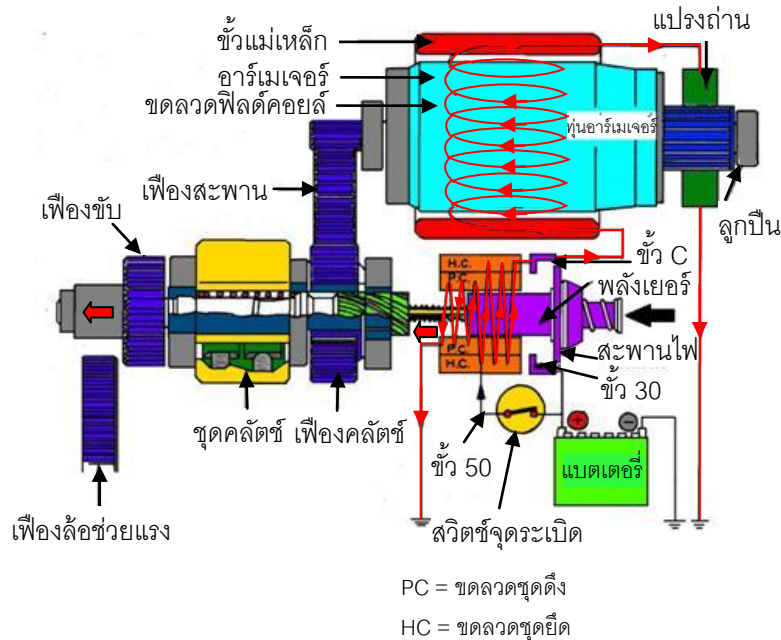 ขั้วแม่เหล็ก
แปรงถ่าน
อาร์เมเจอร์
ขดลวดฟิลด์คอยล์
ทุ่นอาร์เมเจอร์
เฟืองสะพาน
เฟืองขับ
ลูกปืน
H.C.
P.C.
ขั้ว C
พลังเยอร์
P.C.
H.C.
สะพานไฟ
ขั้ว 30
ชุดคลัตช์
เฟืองคลัตช์
ขั้ว 50
+
-
แบตเตอรี่
เฟืองล้อช่วยแรง
สวิตช์จุดระเบิด
PC = ขดลวดชุดดึง
HC = ขดลวดชุดยึด